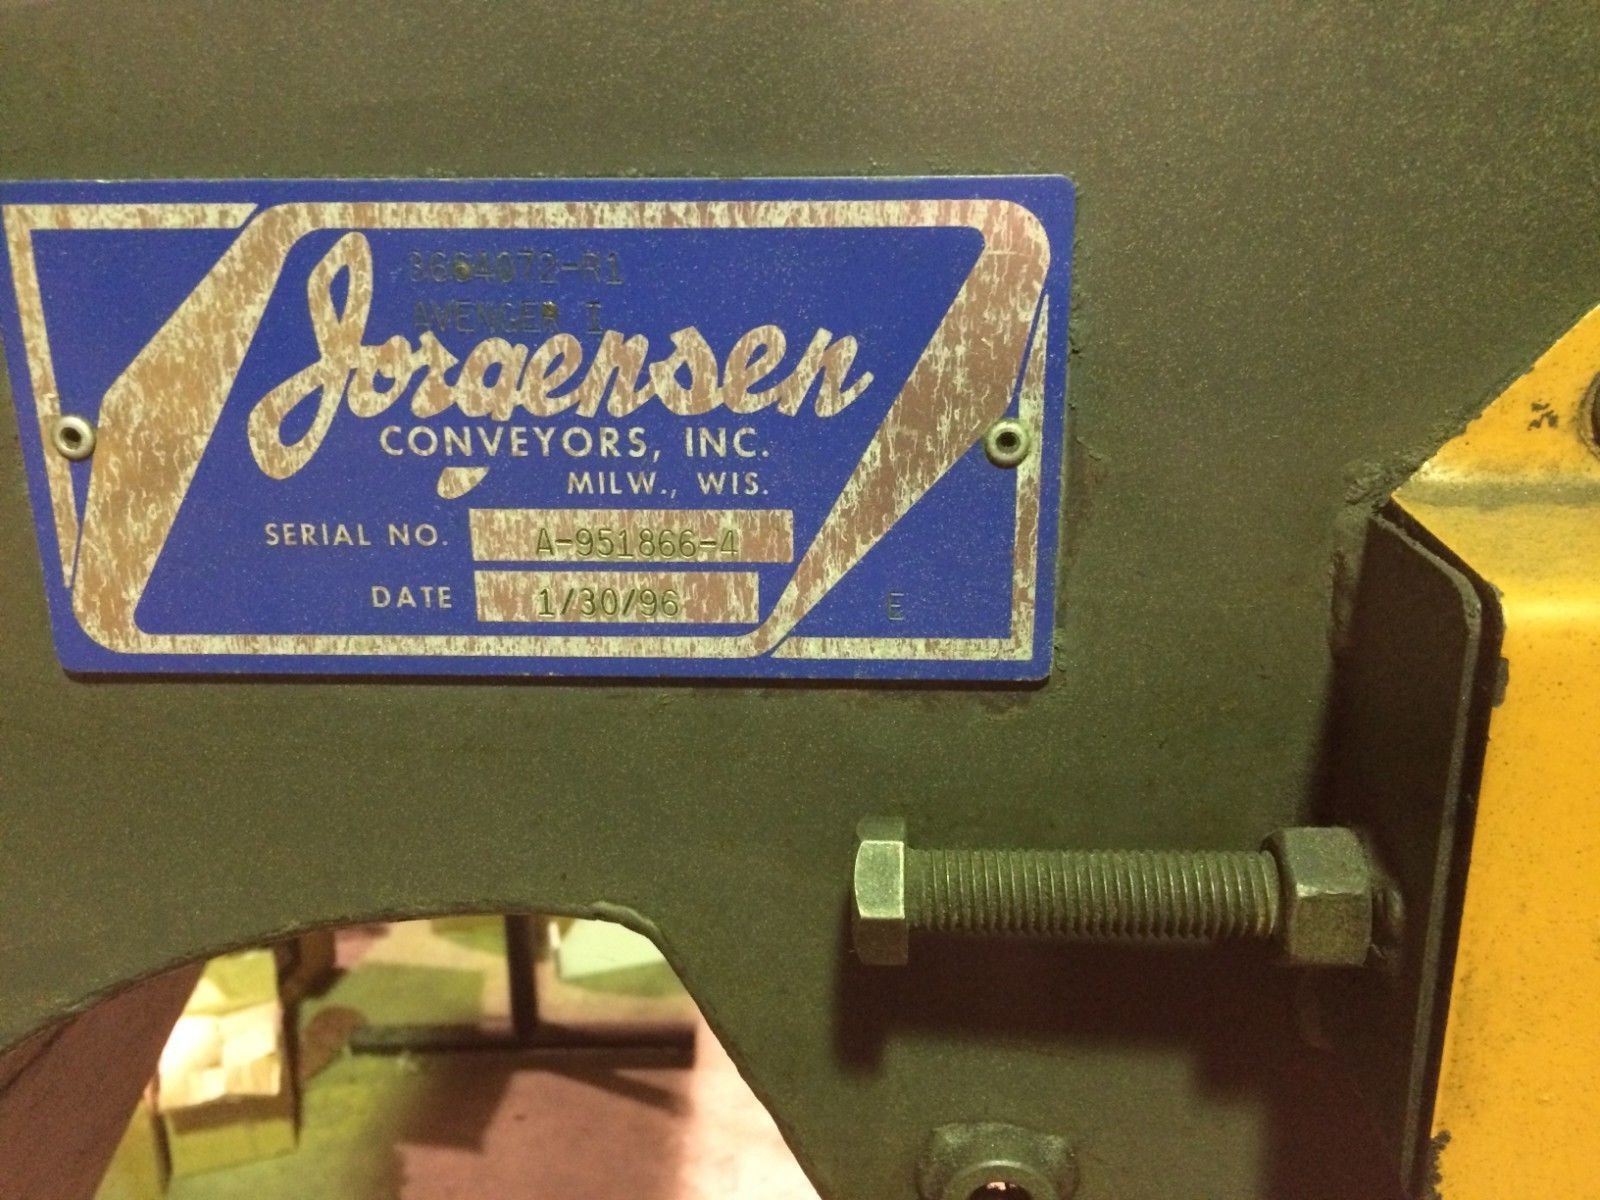 3664072-R1
AVENGER I
Jorgensen
CONVEYORS, INC.
MILW., WIS.
SERIAL NO. A-951866-4
DATE 1/30/96 E